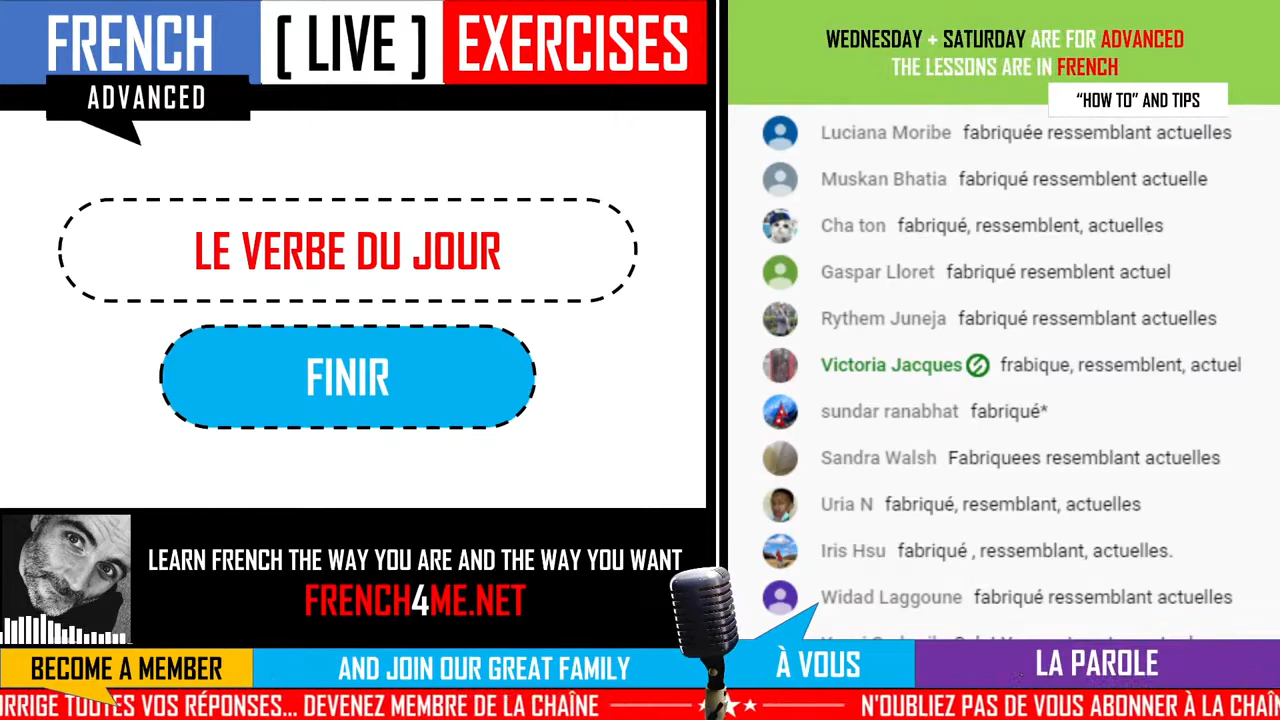 FRENCH [ LIVE ] EXERCISES
ADVANCED
LE VERBE DU JOUR
FINIR
LEARN FRENCH THE WAY YOU ARE AND THE WAY YOU WANT
FRENCH4ME.NET
WEDNESDAY + SATURDAY ARE FOR ADVANCED
THE LESSONS ARE IN FRENCH
“HOW TO” AND TIPS
Luciana Moribe fabriquée ressemblant actuelles
Muskan Bhatia fabriqué ressemblent actuelle
Cha ton fabriqué, ressemblent, actuelles
Gaspar Lloret fabriqué resemblent actuel
Rythem Juneja fabriqué ressemblant actuelles
Victoria Jacques frabique, ressemblent, actuel
sundar ranabhat fabriqué*
Sandra Walsh Fabriquees resemblant actuelles
Uria N fabriqué, resemblant, actuelles
Iris Hsu fabriqué , ressemblant, actuelles.
Widad Laggoune fabriqué ressemblant actuelles
BECOME A MEMBER AND JOIN OUR GREAT FAMILY À VOUS LA PAROLE
TOUTES VOS RÉPONSES... DEVENEZ MEMBRE DE LA CHAÎNE N'OUBLIEZ PAS DE VOUS ABONNER À LA